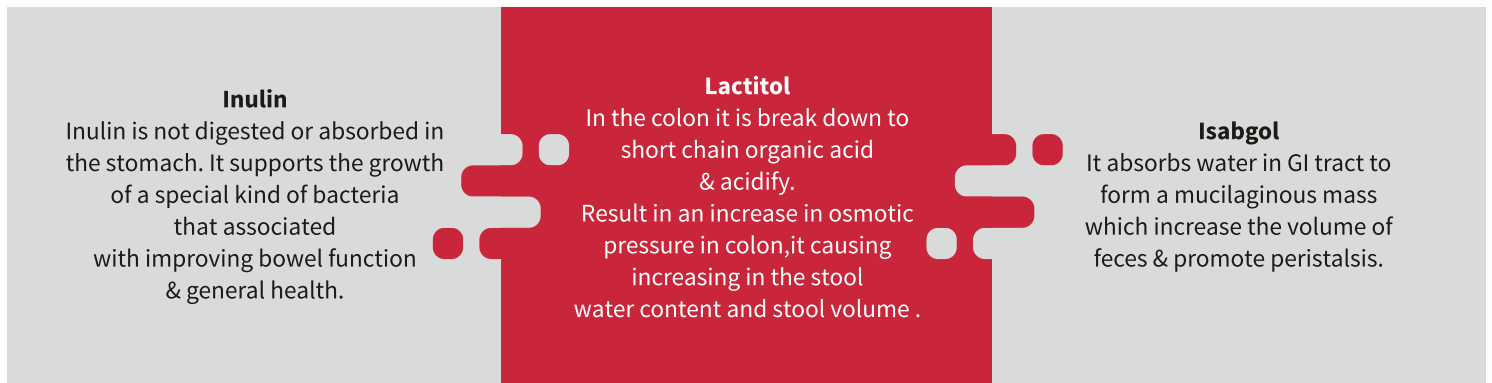 Inulin
Inulin is not digested or absorbed in
the stomach. It supports the growth
of a special kind of bacteria
that associated
with improving bowel function
& general health.
Lactitol
In the colon it is break down to
short chain organic acid
& acidify.
Result in an increase in osmotic
pressure in colon,it causing
increasing in the stool
water content and stool volume .
Isabgol
It absorbs water in GI tract to
form a mucilaginous mass
which increase the volume of
feces & promote peristalsis.